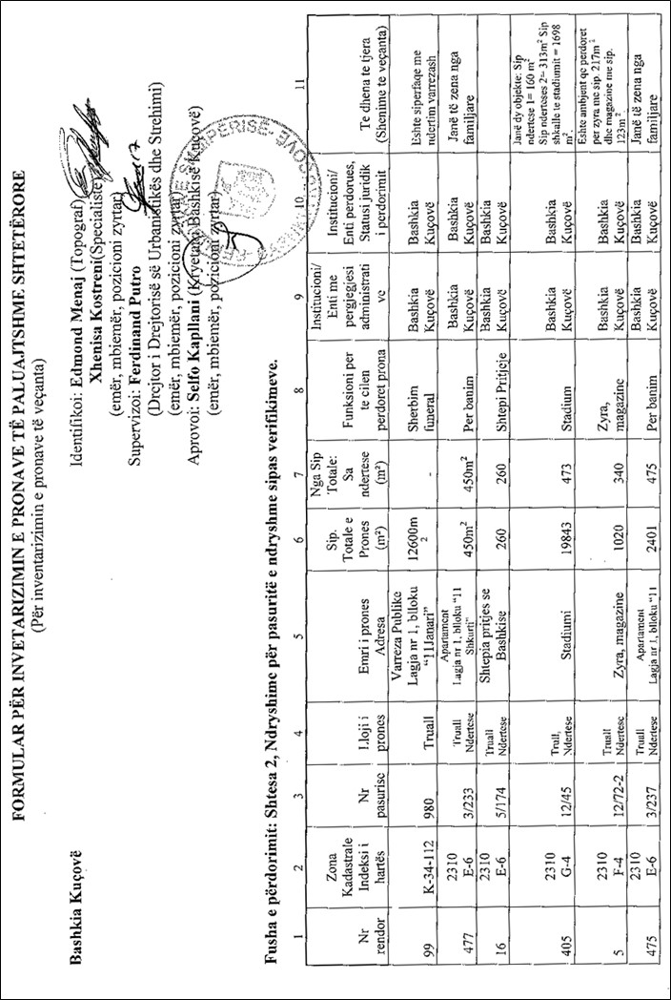 FORMULAR PËR INVETARIZIMIN E PRONAVE TË PALUAJTSHME SHTETËRORE
(Për inventarizimin e pronave të veçanta)
Bashkia Kuçovë
Identifikoi: Edmond Menaj (Topograf)
Xhenisa Kostreni(Specialiste)
(emër, mbiemër, pozicioni zyrtar)
Supervizoi: Ferdinand Putro
(Drejtor i Drejtorisë së Urbanistikës dhe Strehimi)
(emër, mbiemër, pozicioni zyrtar)
Aprovoi: Selfo Kapllani (Kryetar i Bashkisë Kuçovë)
(emër, mbiemër, pozicioni zyrtar)
Fusha e përdorimit: Shtesa 2, Ndryshime për pasuritë e ndryshme sipas verifikimeve.
1 2 3 4 5 6 7 8 9 10 11
Nr rendor
Zona Kadastrale Indeksi i hartës
Nr pasurise
Lloji i prones
Emri i prones Adresa
Sip. Totale e Prones (m²)
Nga Sip Totale: Sa ndertese (m²)
Funksioni per te cilen perdoret prona
Institucioni/ Enti me pergjegjesi administrati ve
Institucioni/ Enti perdorues, Statusi juridik i perdorimit
Te dhena te tjera (Shenime te veçanta)
99 K-34-112 980 Truall Varreza Publike Lagja nr 1, blloku "11Janari" 12600m 2 - Sherbim funeral Bashkia Kuçovë Bashkia Kuçovë Eshte siperfaqe me ndertim varrezash
477 2310 E-6 3/233 Truall Ndertese Apartament Lagja nr 1, blloku "11 Shkurti" 450m² 450m² Per banim Bashkia Kuçovë Bashkia Kuçovë Janë të zena nga familjare
16 2310 E-6 5/174 Truall Ndertese Shtepia pritjes se Bashkise 260 260 Shtepi Pritjeje Bashkia Kuçovë Bashkia Kuçovë
405 2310 G-4 12/45 Trull, Ndertese Stadiumi 19843 473 Stadium Bashkia Kuçovë Bashkia Kuçovë Janë dy objekte: Sip ndertese 1= 160 m² Sip ndertoses 2= 313m² Sip shkalle te stadiumit = 1698 m².
5 2310 F-4 12/72-2 Truall Ndertese Zyra, magazine 1020 340 Zyra, magazine Bashkia Kuçovë Bashkia Kuçovë Eshte ambjent qe perdoret per zyra me sip. 217m² dhe magazine me sip. 123m²
475 2310 E-6 3/237 Truall Ndertese Apartament Lagja nr 1, blloku "11 2401 475 Per banim Bashkia Kuçovë Bashkia Kuçovë Janë të zena nga familjare